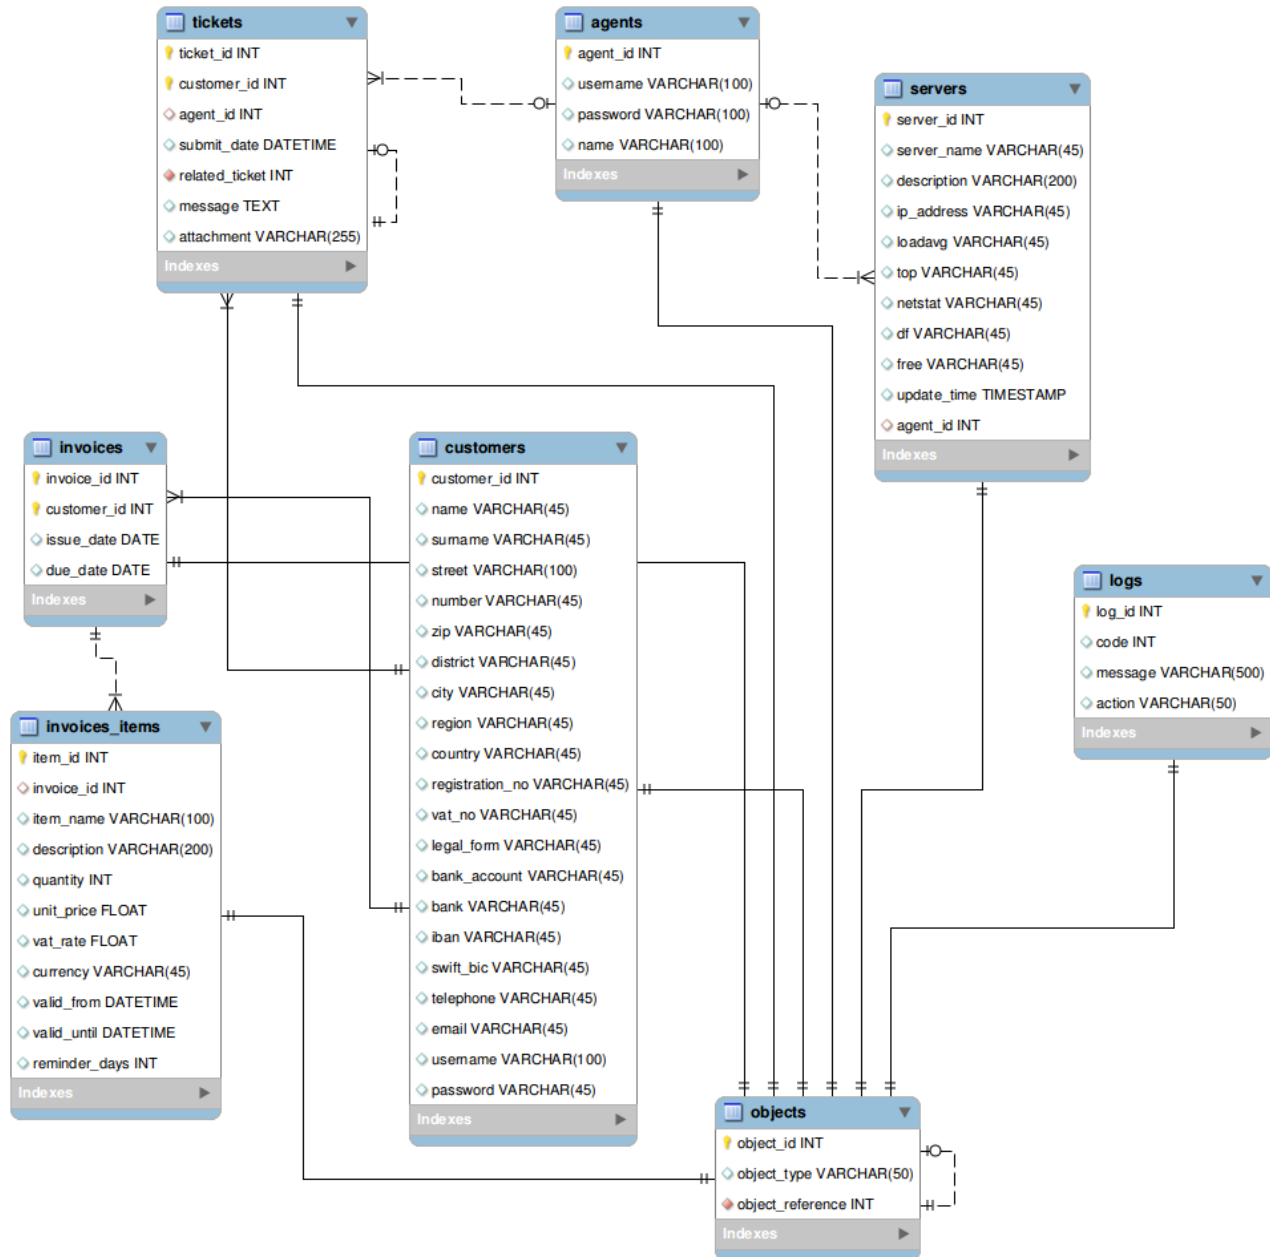 tickets
ticket_id INT
customer_id INT
agent_id INT
submit_date DATETIME
related_ticket INT
message TEXT
attachment VARCHAR(255)
Indexes
agents
agent_id INT
username VARCHAR(100)
password VARCHAR(100)
name VARCHAR(100)
Indexes
servers
server_id INT
server_name VARCHAR(45)
description VARCHAR(200)
ip_address VARCHAR(45)
loadavg VARCHAR(45)
top VARCHAR(45)
netstat VARCHAR(45)
df VARCHAR(45)
free VARCHAR(45)
update_time TIMESTAMP
agent_id INT
Indexes
invoices
invoice_id INT
customer_id INT
issue_date DATE
due_date DATE
Indexes
customers
customer_id INT
name VARCHAR(45)
surname VARCHAR(45)
street VARCHAR(100)
number VARCHAR(45)
zip VARCHAR(45)
district VARCHAR(45)
city VARCHAR(45)
region VARCHAR(45)
country VARCHAR(45)
registration_no VARCHAR(45)
vat_no VARCHAR(45)
legal_form VARCHAR(45)
bank_account VARCHAR(45)
bank VARCHAR(45)
iban VARCHAR(45)
swift_bic VARCHAR(45)
telephone VARCHAR(45)
email VARCHAR(45)
username VARCHAR(100)
password VARCHAR(45)
Indexes
logs
log_id INT
code INT
message VARCHAR(500)
action VARCHAR(50)
Indexes
invoices_items
item_id INT
invoice_id INT
item_name VARCHAR(100)
description VARCHAR(200)
quantity INT
unit_price FLOAT
vat_rate FLOAT
currency VARCHAR(45)
valid_from DATETIME
valid_until DATETIME
reminder_days INT
Indexes
objects
object_id INT
object_type VARCHAR(50)
object_reference INT
Indexes